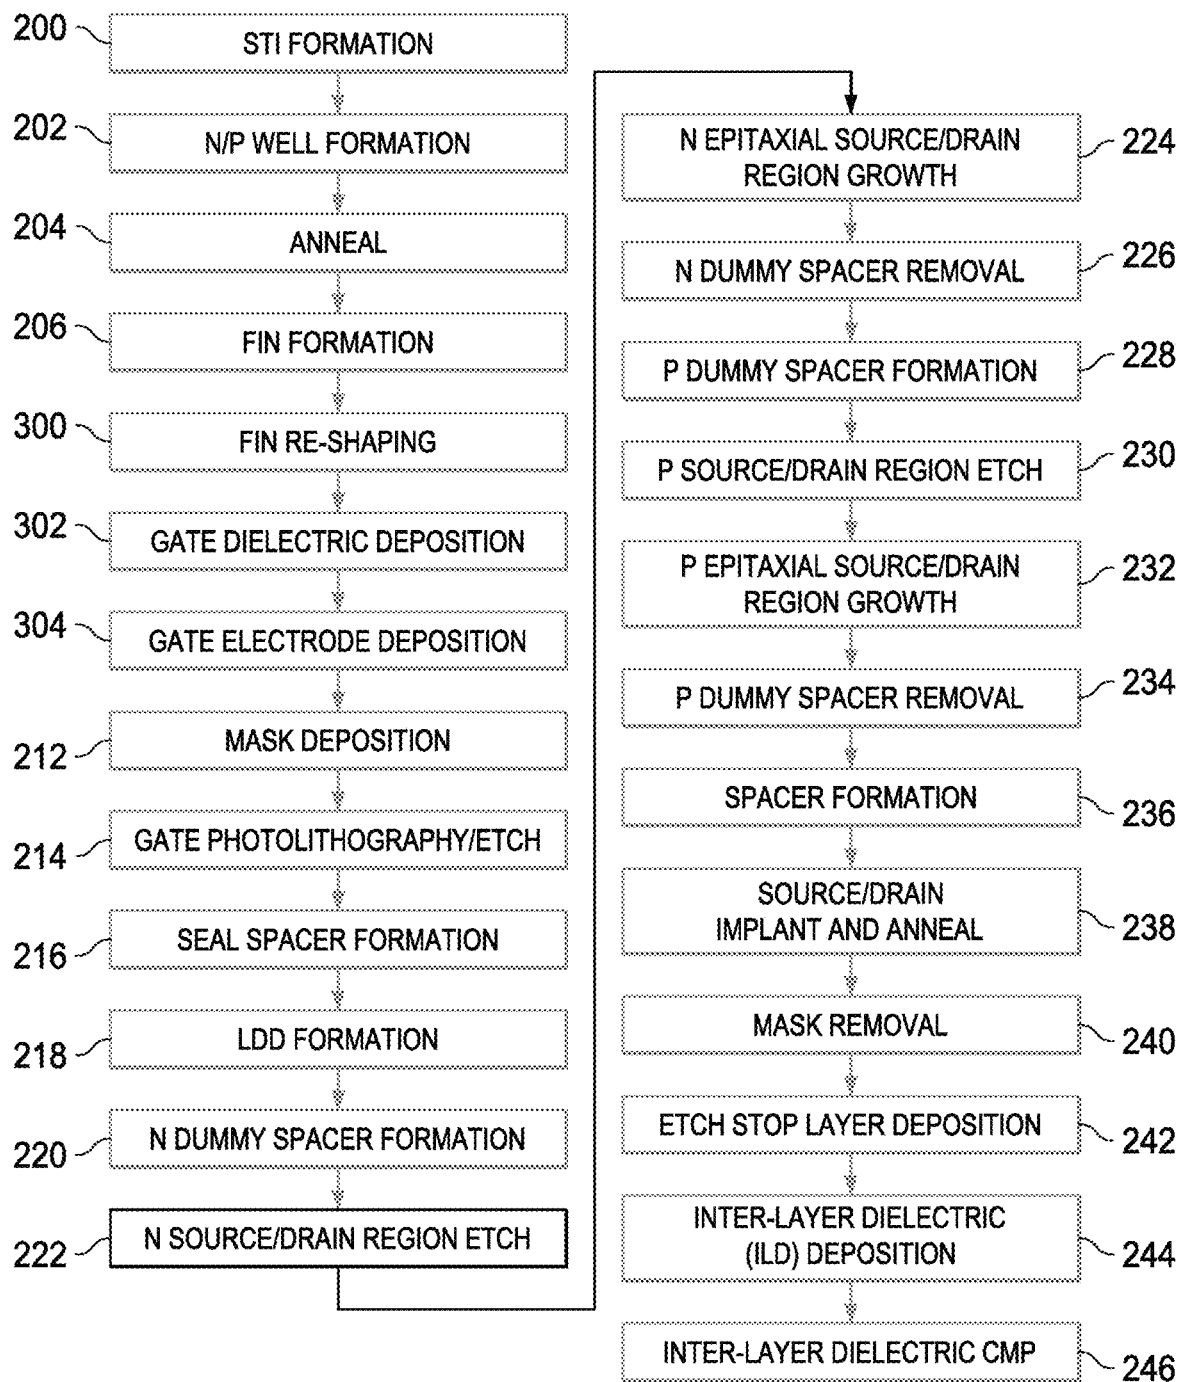 200
STI FORMATION
202
N/P WELL FORMATION
204
ANNEAL
206
FIN FORMATION
300
FIN RE-SHAPING
302
GATE DIELECTRIC DEPOSITION
304
GATE ELECTRODE DEPOSITION
212
MASK DEPOSITION
214
GATE PHOTOLITHOGRAPHY/ETCH
216
SEAL SPACER FORMATION
218
LDD FORMATION
220
N DUMMY SPACER FORMATION
222
N SOURCE/DRAIN REGION ETCH
N EPITAXIAL SOURCE/DRAIN
REGION GROWTH
224
N DUMMY SPACER REMOVAL
226
P DUMMY SPACER FORMATION
228
P SOURCE/DRAIN REGION ETCH
230
P EPITAXIAL SOURCE/DRAIN
REGION GROWTH
232
P DUMMY SPACER REMOVAL
234
SPACER FORMATION
236
SOURCE/DRAIN
IMPLANT AND ANNEAL
238
MASK REMOVAL
240
ETCH STOP LAYER DEPOSITION
242
INTER-LAYER DIELECTRIC
(ILD) DEPOSITION
244
INTER-LAYER DIELECTRIC CMP
246